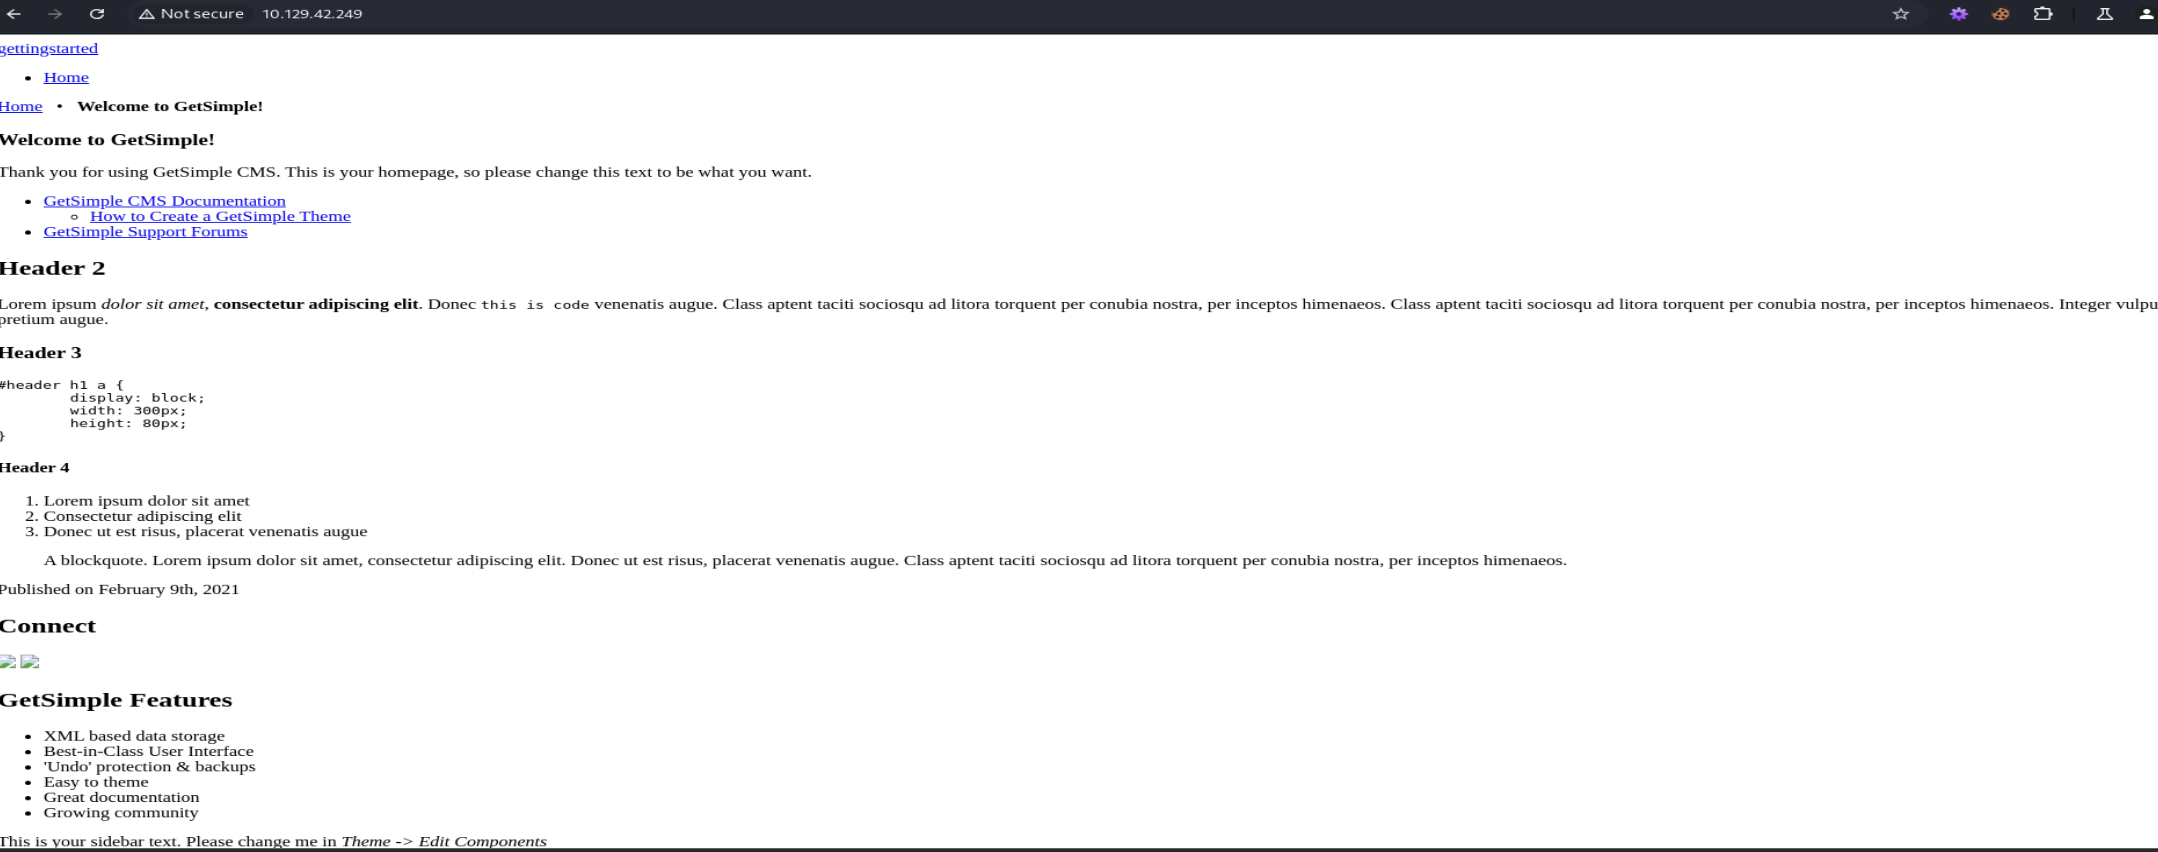 Not secure 10.129.42.249
gettingstarted
• Home
Home • Welcome to GetSimple!
Welcome to GetSimple!
Thank you for using GetSimple CMS. This is your homepage, so please change this text to be what you want.
• GetSimple CMS Documentation
◦ How to Create a GetSimple Theme
• GetSimple Support Forums
Header 2
Lorem ipsum dolor sit amet, consectetur adipiscing elit. Donec this is code venenatis augue. Class aptent taciti sociosqu ad litora torquent per conubia nostra, per inceptos himenaeos. Class aptent taciti sociosqu ad litora torquent per conubia nostra, per inceptos himenaeos. Integer vulpu
pretium augue.
Header 3
#header h1 a {
display: block;
width: 300px;
height: 80px;
}
Header 4
1. Lorem ipsum dolor sit amet
2. Consectetur adipiscing elit
3. Donec ut est risus, placerat venenatis augue
A blockquote. Lorem ipsum dolor sit amet, consectetur adipiscing elit. Donec ut est risus, placerat venenatis augue. Class aptent taciti sociosqu ad litora torquent per conubia nostra, per inceptos himenaeos.
Published on February 9th, 2021
Connect
GetSimple Features
• XML based data storage
• Best-in-Class User Interface
• 'Undo' protection & backups
• Easy to theme
• Great documentation
• Growing community
This is your sidebar text. Please change me in Theme -> Edit Components